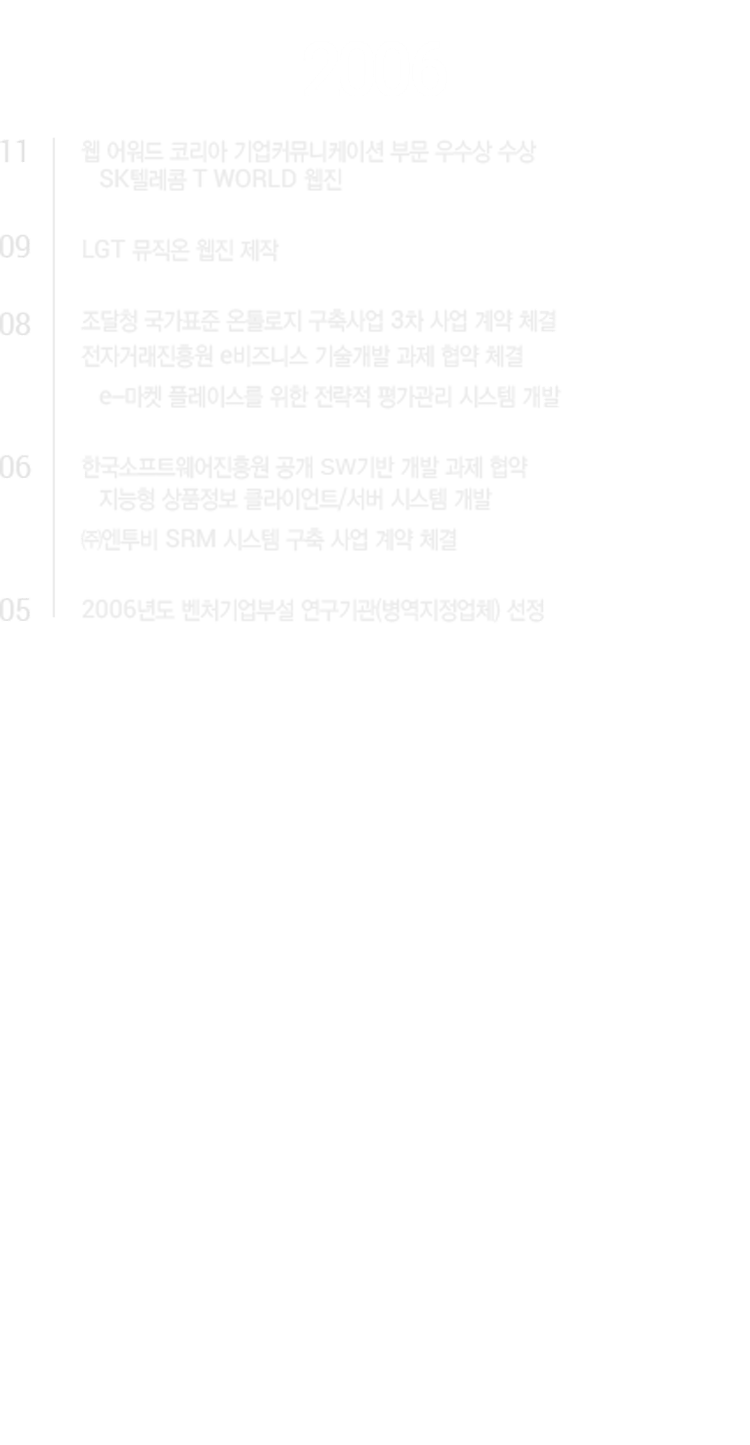 11 웹 어워드 코리아 기업커뮤니케이션 부문 우수상 수상
SK텔레콤 T WORLD 웹진
09 LGT 뮤직온 웹진 제작
08 조달청 국가표준 온톨로지 구축사업 3차 사업 계약 체결
전자거래진흥원 e비즈니스 기술개발 과제 협약 체결
e-마켓 플레이스를 위한 전략적 평가관리 시스템 개발
06 한국소프트웨어진흥원 공개 SW기반 개발 과제 협약
지능형 상품정보 클라이언트/서버 시스템 개발
㈜엔투비 SRM 시스템 구축 사업 계약 체결
05 2006년도 벤처기업부설 연구기관(병역지정업체) 선정